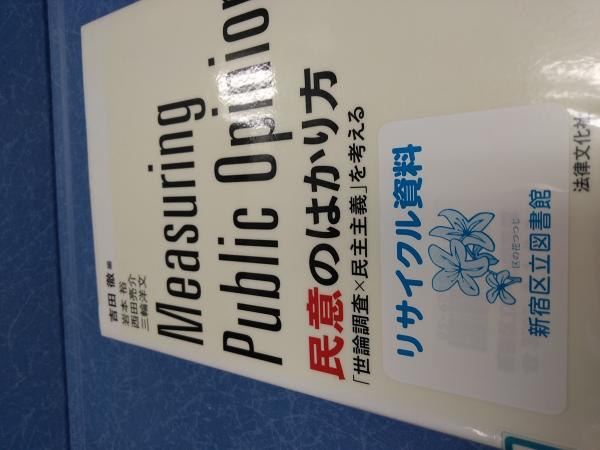 吉田 徹 編
岩本 裕
西田亮介
三輪洋文
Measuring
Public Opinion
民意のはかり方
「世論調査×民主主義」を考える
リサイクル資料
区の花つつじ
新宿区立図書館
法律文化社